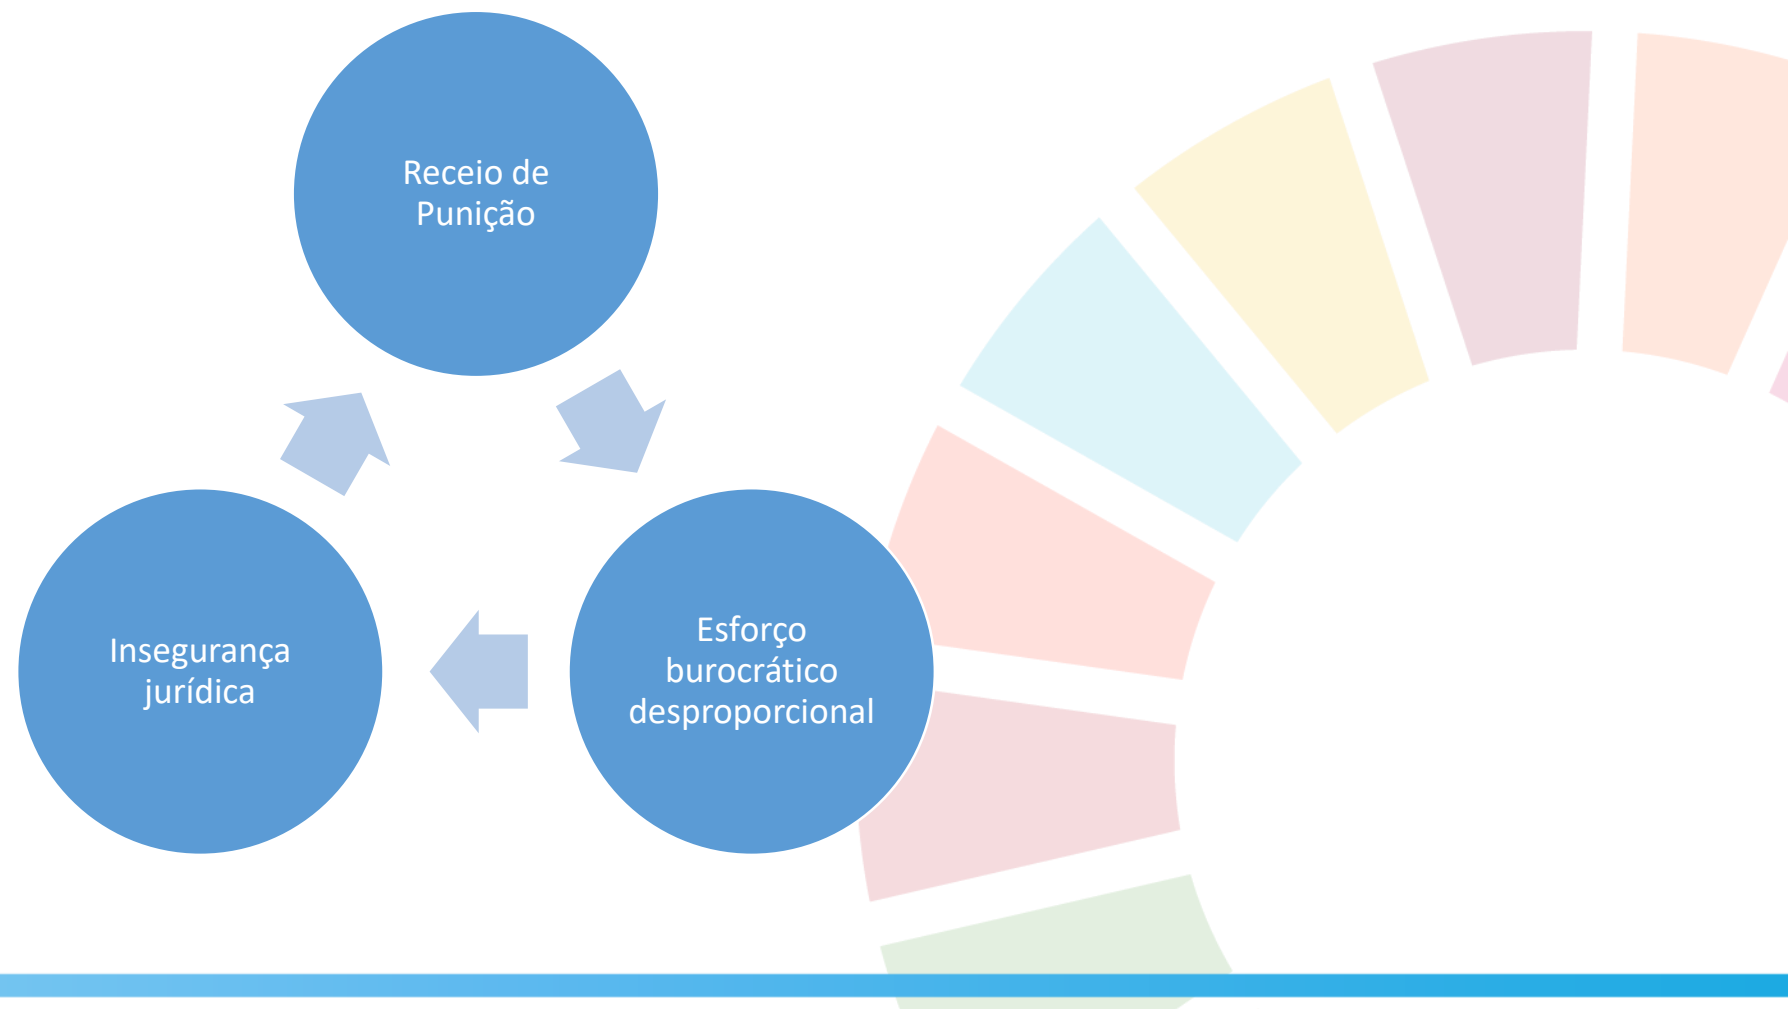 Receio de
Punição
Esforço
burocrático
desproporcional
Insegurança
jurídica